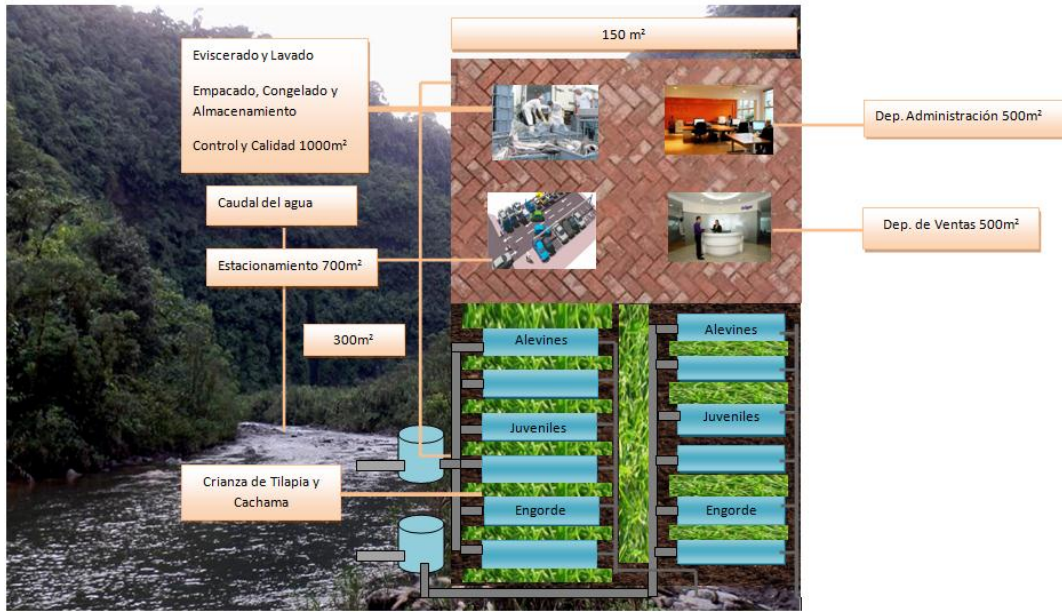 150 m²
Eviscerado y Lavado
Empacado, Congelado y
Almacenamiento
Control y Calidad 1000m²
Dep. Administración 500m²
Caudal del agua
Dep. de Ventas 500m²
Estacionamiento 700m²
300m²
Alevines
Alevines
Juveniles
Juveniles
Crianza de Tilapia y
Cachama
Engorde
Engorde